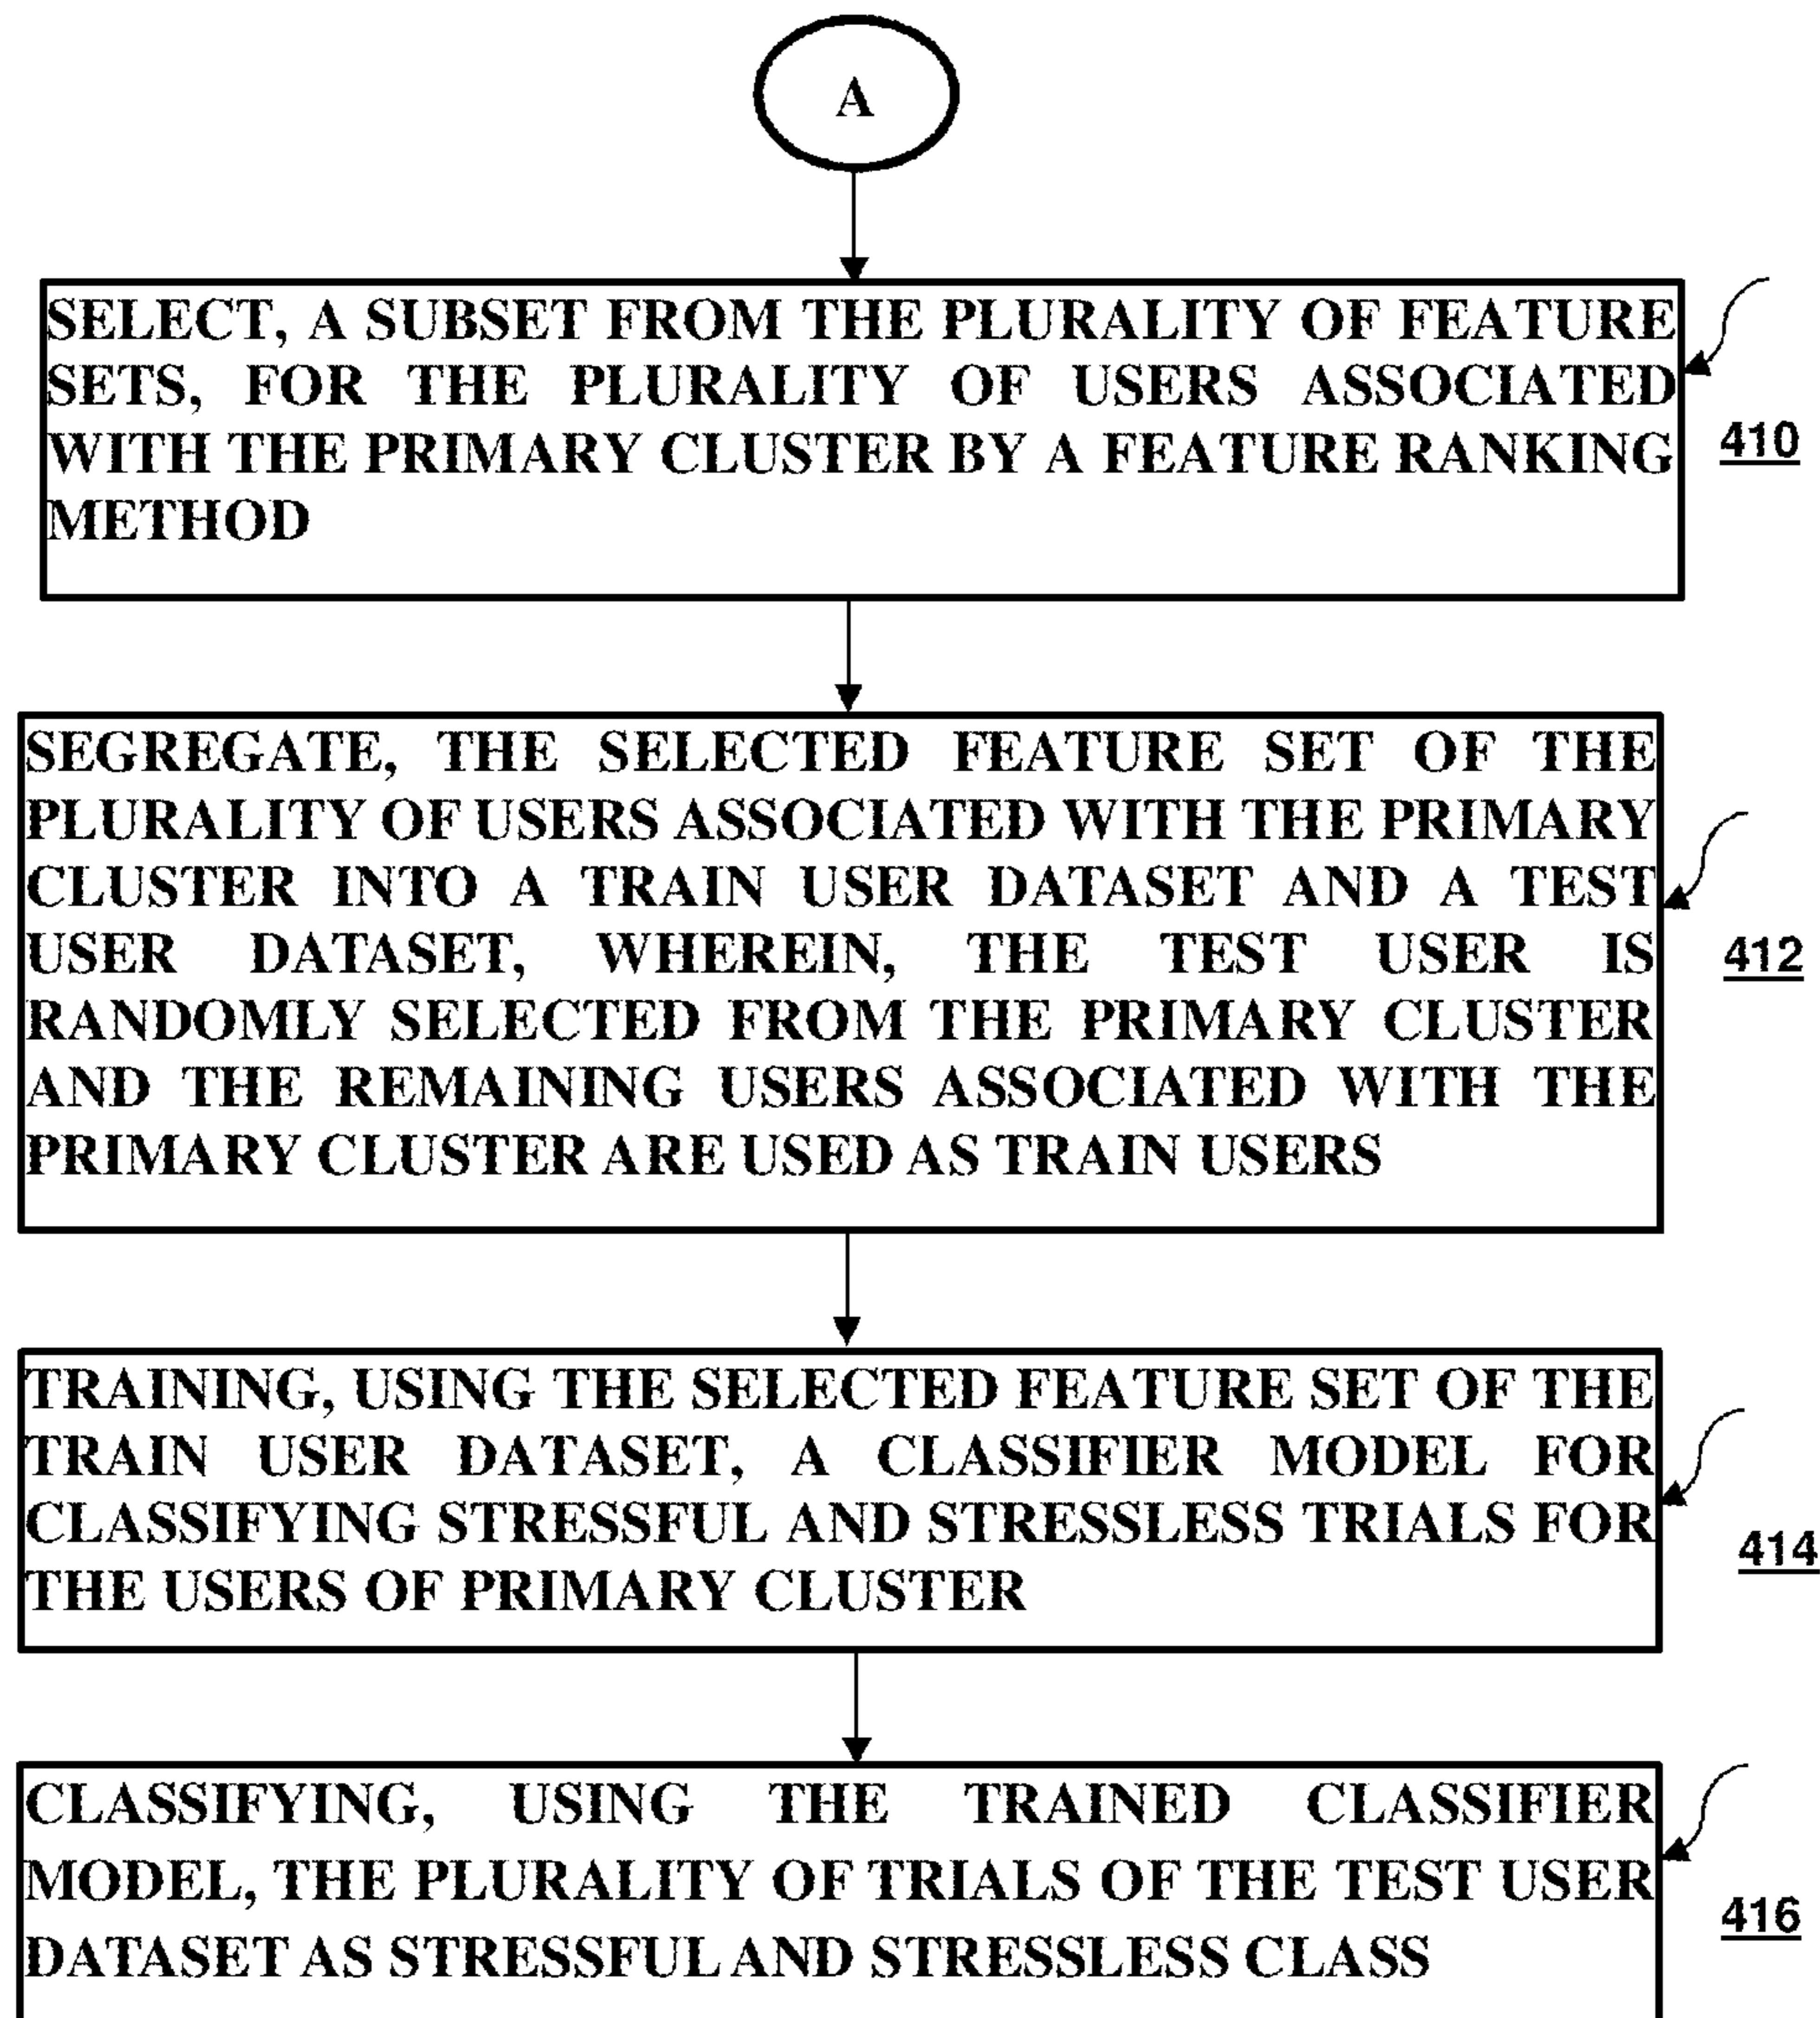 A
SELECT, A SUBSET FROM THE PLURALITY OF FEATURE
SETS, FOR THE PLURALITY OF USERS ASSOCIATED
WITH THE PRIMARY CLUSTER BY A FEATURE RANKING
METHOD
410
SEGREGATE, THE SELECTED FEATURE SET OF THE
PLURALITY OF USERS ASSOCIATED WITH THE PRIMARY
CLUSTER INTO A TRAIN USER DATASET AND A TEST
USER DATASET, WHEREIN, THE TEST USER IS
RANDOMLY SELECTED FROM THE PRIMARY CLUSTER
AND THE REMAINING USERS ASSOCIATED WITH THE
PRIMARY CLUSTER ARE USED AS TRAIN USERS
412
TRAINING, USING THE SELECTED FEATURE SET OF THE
TRAIN USER DATASET, A CLASSIFIER MODEL FOR
CLASSIFYING STRESSFUL AND STRESSLESS TRIALS FOR
THE USERS OF PRIMARY CLUSTER
414
CLASSIFYING, USING THE TRAINED CLASSIFIER
MODEL, THE PLURALITY OF TRIALS OF THE TEST USER
DATASET AS STRESSFUL AND STRESSLESS CLASS
416